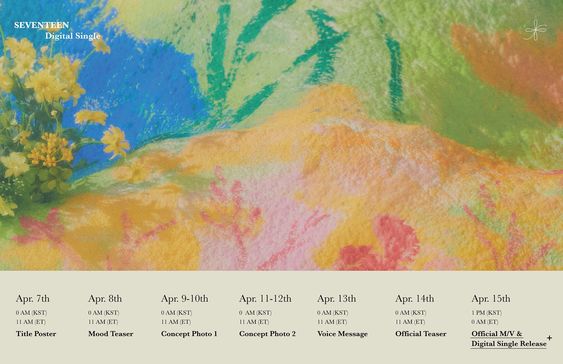 SEVENTEEN
Digital Single
Apr. 7th
0 AM (KST)
11 AM (ET)
Title Poster
Apr. 8th
0 AM (KST)
11 AM (ET)
Mood Teaser
Apr. 9-10th
0 AM (KST)
11 AM (ET)
Concept Photo 1
Apr. 11-12th
0 AM (KST)
11 AM (ET)
Concept Photo 2
Apr. 13th
0 AM (KST)
11 AM (ET)
Voice Message
Apr. 14th
0 AM (KST)
11 AM (ET)
Official Teaser
Apr. 15th
1 PM (KST)
0 AM (ET)
Official M/V &
Digital Single Release
+